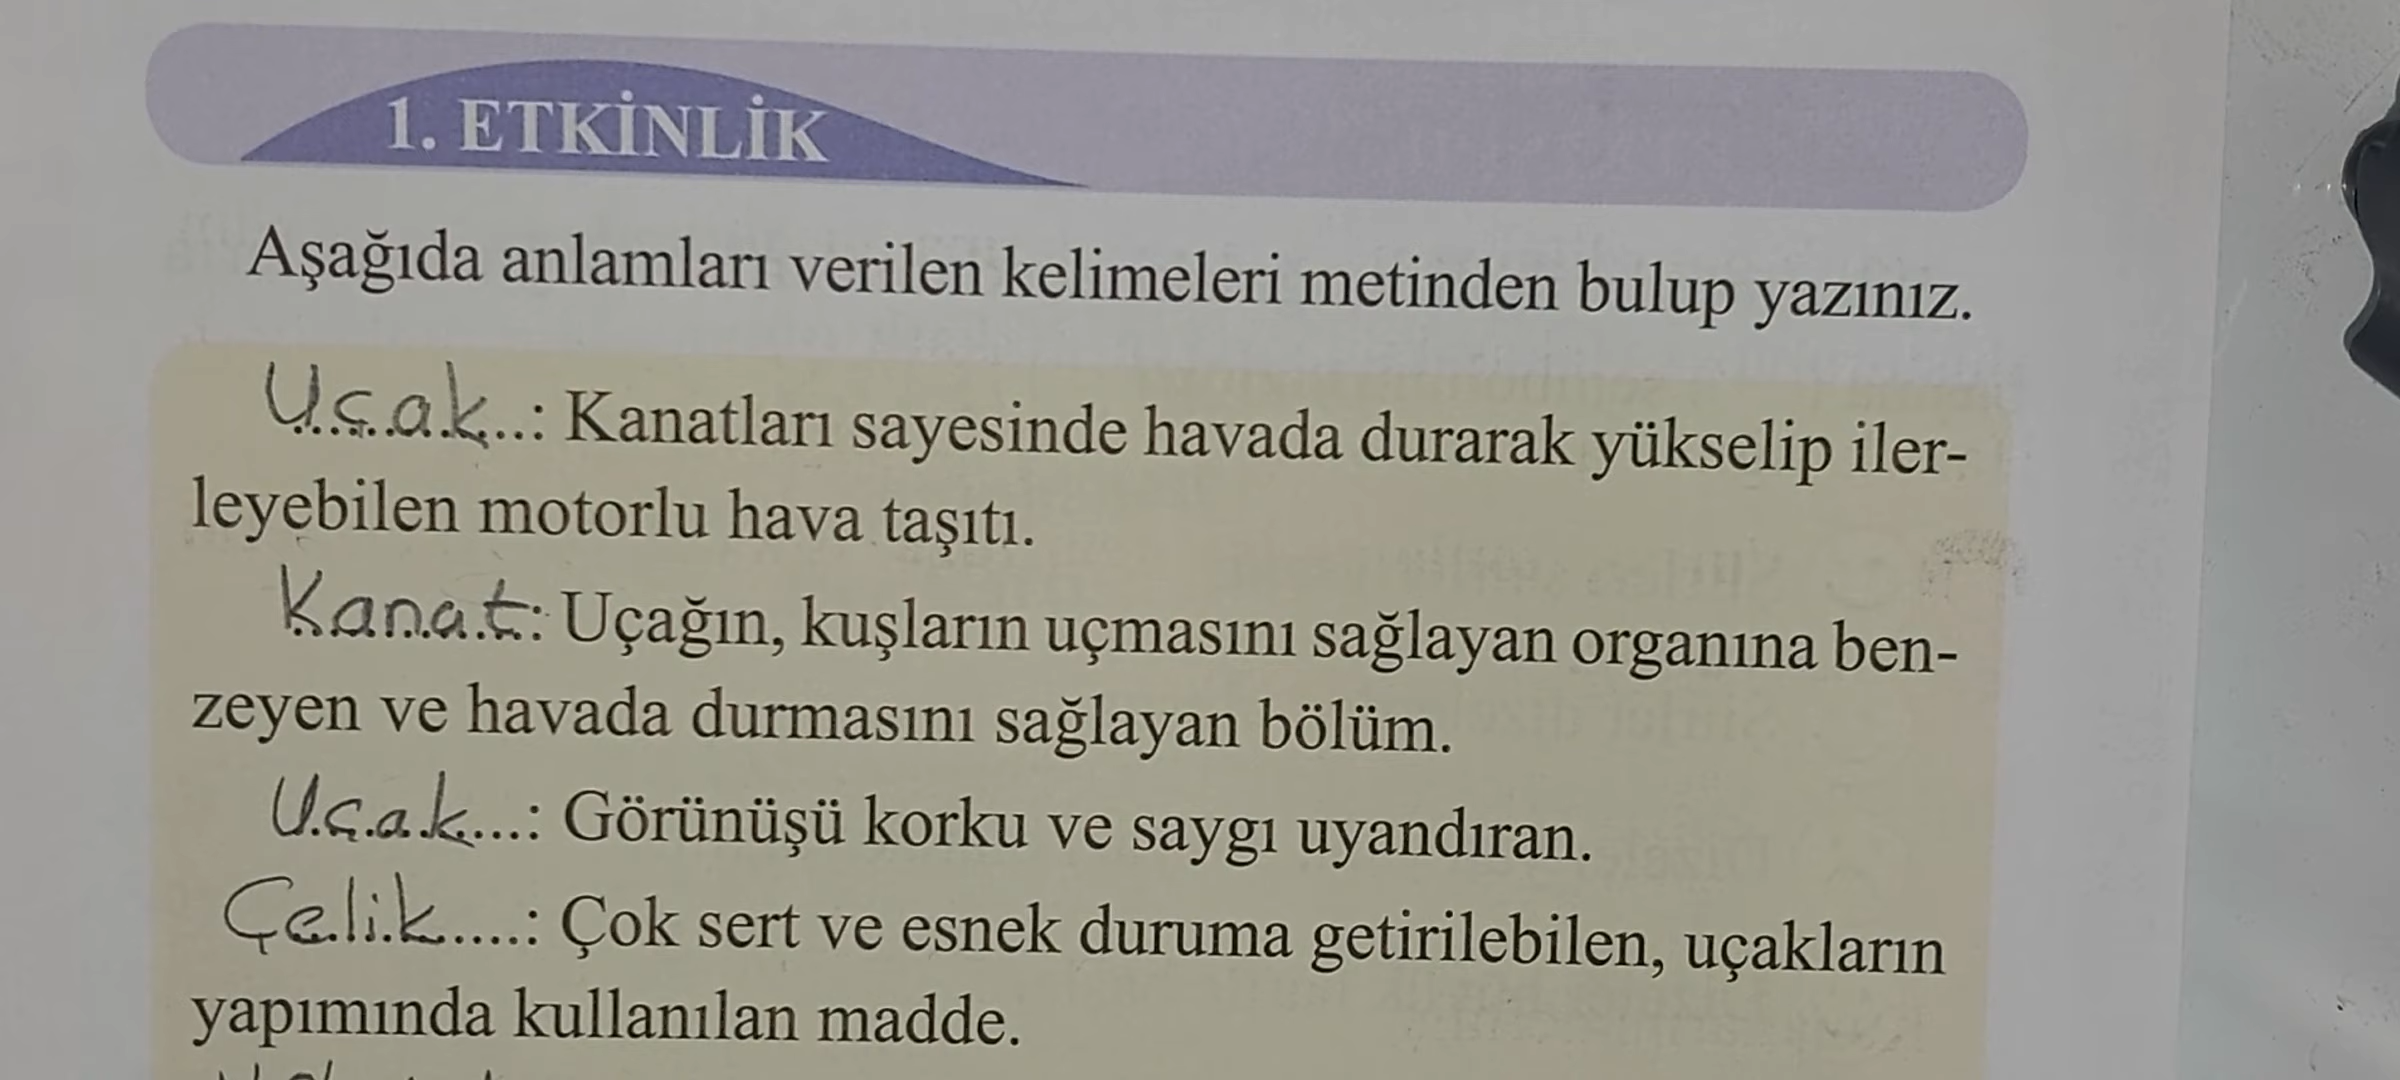 1. ETKİNLİK
Aşağıda anlamları verilen kelimeleri metinden bulup yazınız.
Uçak..: Kanatları sayesinde havada durarak yükselip iler-
leyebilen motorlu hava taşıtı.
Kanat: Uçağın, kuşların uçmasını sağlayan organına ben-
zeyen ve havada durmasını sağlayan bölüm.
Uçak...: Görünüşü korku ve saygı uyandıran.
Çelik....: Çok sert ve esnek duruma getirilebilen, uçakların
yapımında kullanılan madde.